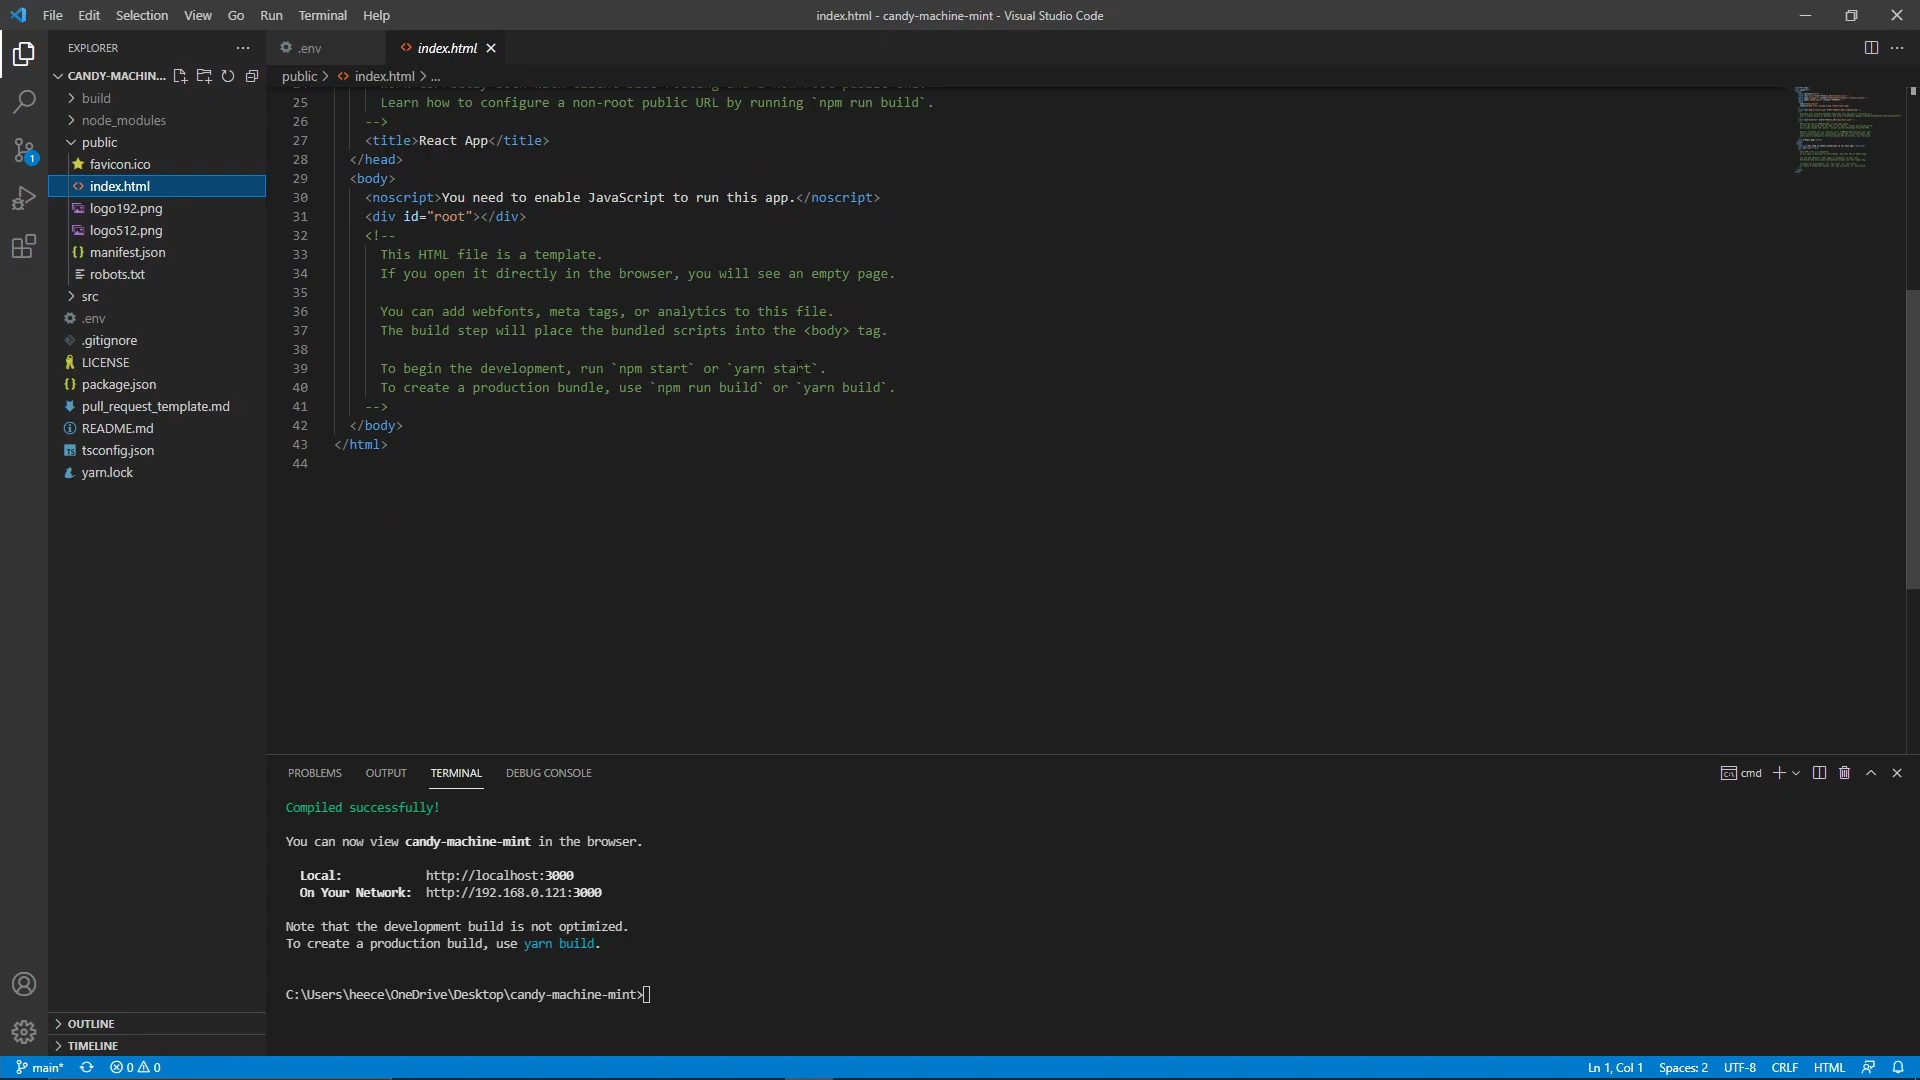 File Edit Selection View Go Run Terminal Help
index.html - candy-machine-mint - Visual Studio Code
EXPLORER
CANDY-MACHIN...
build
node_modules
public
favicon.ico
index.html
logo192.png
logo512.png
manifest.json
robots.txt
src
.env
.gitignore
LICENSE
package.json
pull_request_template.md
README.md
tsconfig.json
yarn.lock
OUTLINE
TIMELINE
1
.env
index.html
public > index.html > ...
25 Learn how to configure a non-root public URL by running `npm run build`.
26 -->
27 <title>React App</title>
28 </head>
29 <body>
30 <noscript>You need to enable JavaScript to run this app.</noscript>
31 <div id="root"></div>
32 <!--
33 This HTML file is a template.
34 If you open it directly in the browser, you will see an empty page.
35
36 You can add webfonts, meta tags, or analytics to this file.
37 The build step will place the bundled scripts into the <body> tag.
38
39 To begin the development, run `npm start` or `yarn start`.
40 To create a production bundle, use `npm run build` or `yarn build`.
41 -->
42 </body>
43 </html>
44
PROBLEMS OUTPUT TERMINAL DEBUG CONSOLE
cmd
Compiled successfully!
You can now view candy-machine-mint in the browser.
Local: http://localhost:3000
On Your Network: http://192.168.0.121:3000
Note that the development build is not optimized.
To create a production build, use yarn build.
C:\Users\heece\OneDrive\Desktop\candy-machine-mint>
main* 0 0
Ln 1, Col 1 Spaces: 2 UTF-8 CRLF HTML